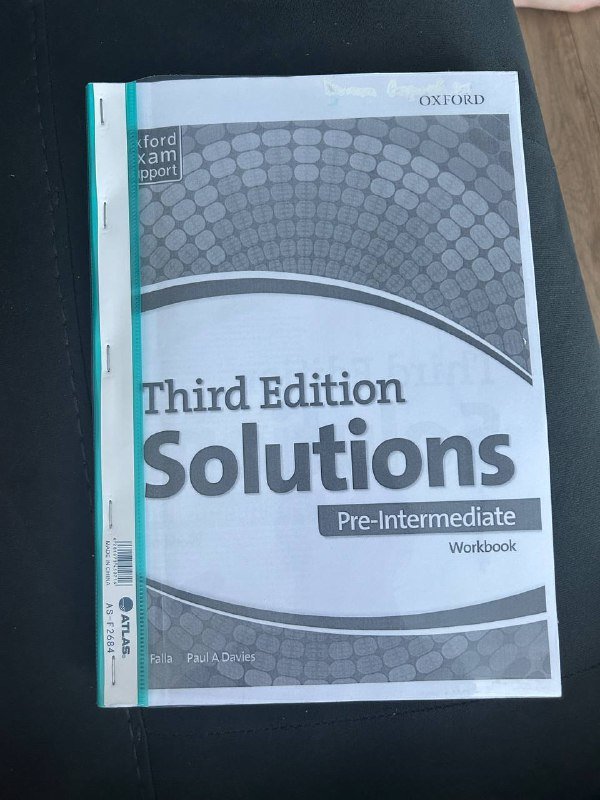 OXFORD
xford
xam
pport
Third Edition
Solutions
Pre-Intermediate
Workbook
Falla Paul A Davies
MADE IN CHINA
ATLAS
AS-F2684